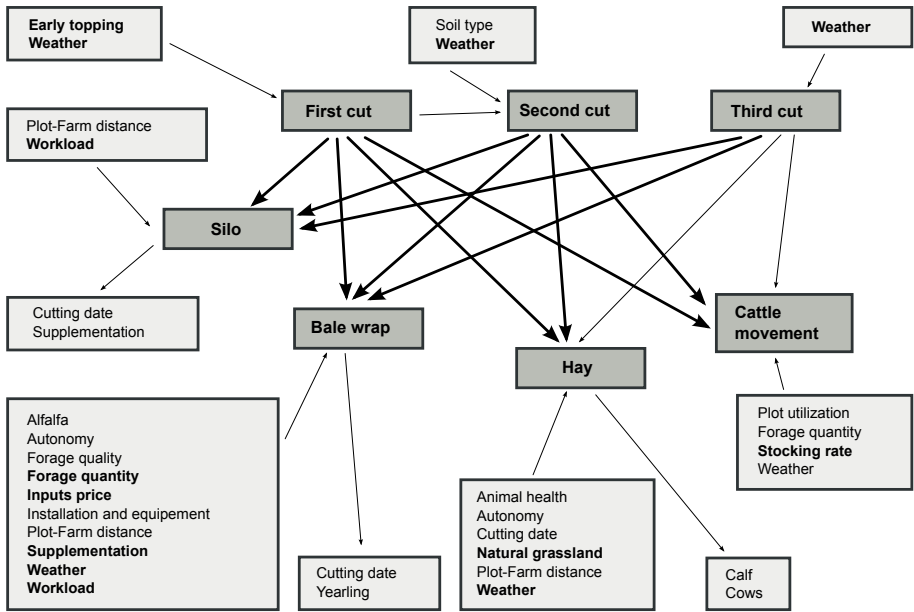 Early topping
Weather
Soil type
Weather
Weather
First cut
Second cut
Third cut
Plot-Farm distance
Workload
Silo
Cutting date
Supplementation
Bale wrap
Cattle
movement
Hay
Alfalfa
Autonomy
Forage quality
Forage quantity
Inputs price
Installation and equipement
Plot-Farm distance
Supplementation
Weather
Workload
Plot utilization
Forage quantity
Stocking rate
Weather
Animal health
Autonomy
Cutting date
Natural grassland
Plot-Farm distance
Weather
Cutting date
Yearling
Calf
Cows